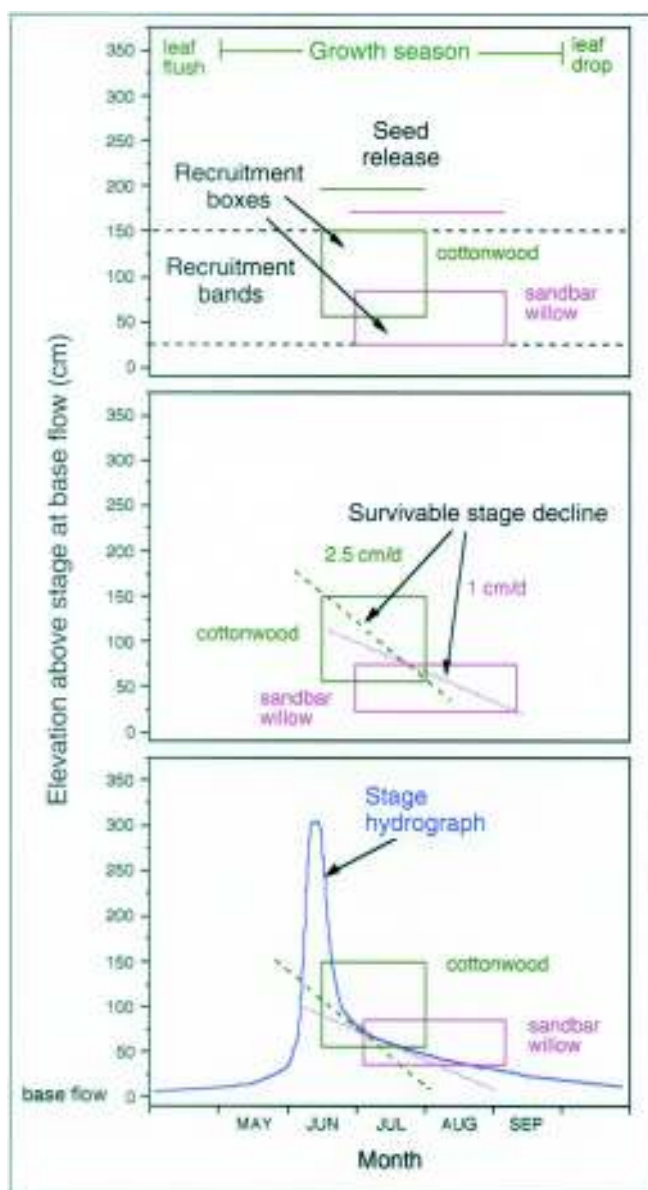 Elevation above stage at base flow (cm)
350
300
250
200
150
100
50
0
leaf
flush
Growth season
leaf
drop
Seed
release
Recruitment
boxes
Recruitment
bands
cottonwood
sandbar
willow
350
300
250
200
150
100
50
0
Survivable stage decline
2.5 cm/d
1 cm/d
cottonwood
sandbar
willow
350
300
250
200
150
100
50
0
base flow
Stage
hydrograph
cottonwood
sandbar
willow
MAY JUN JUL AUG SEP
Month